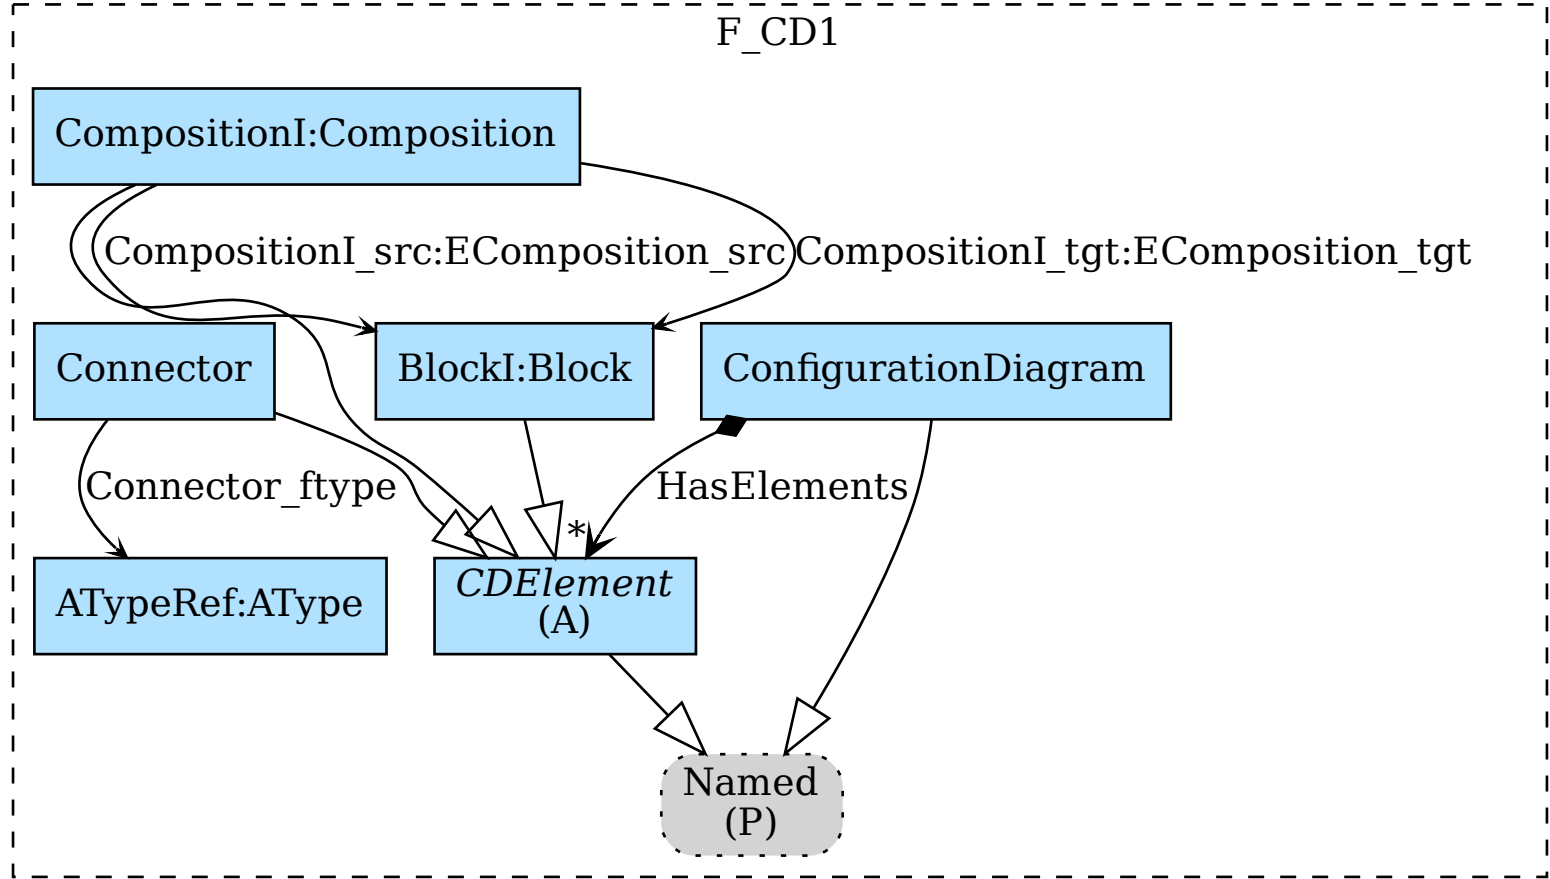 F_CD1
CompositionI:Composition
CompositionI_src:EComposition_src
CompositionI_tgt:EComposition_tgt
Connector
BlockI:Block
ConfigurationDiagram
Connector_ftype
HasElements
*
ATypeRef:AType
CDElement
(A)
Named
(P)